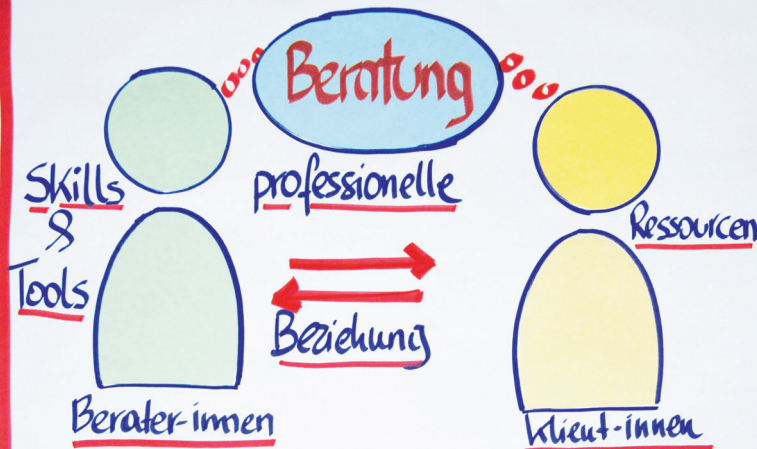 Beratung
Skills
&
Tools
professionelle
Beziehung
Ressourcen
Berater-innen
Klient-innen